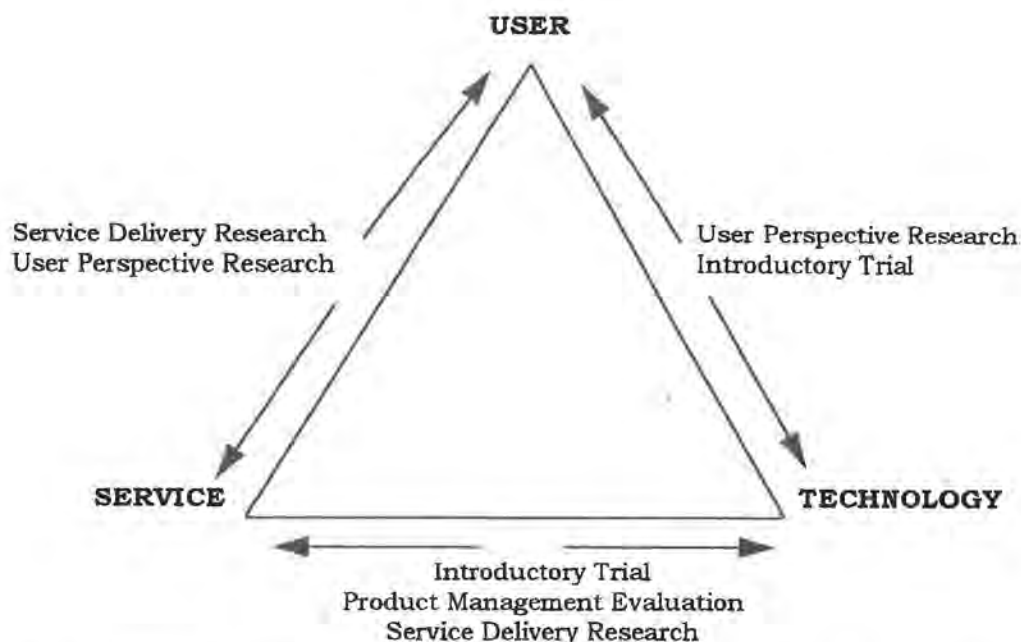 USER
Service Delivery Research
User Perspective Research
User Perspective Research
Introductory Trial
SERVICE
TECHNOLOGY
Introductory Trial
Product Management Evaluation
Service Delivery Research